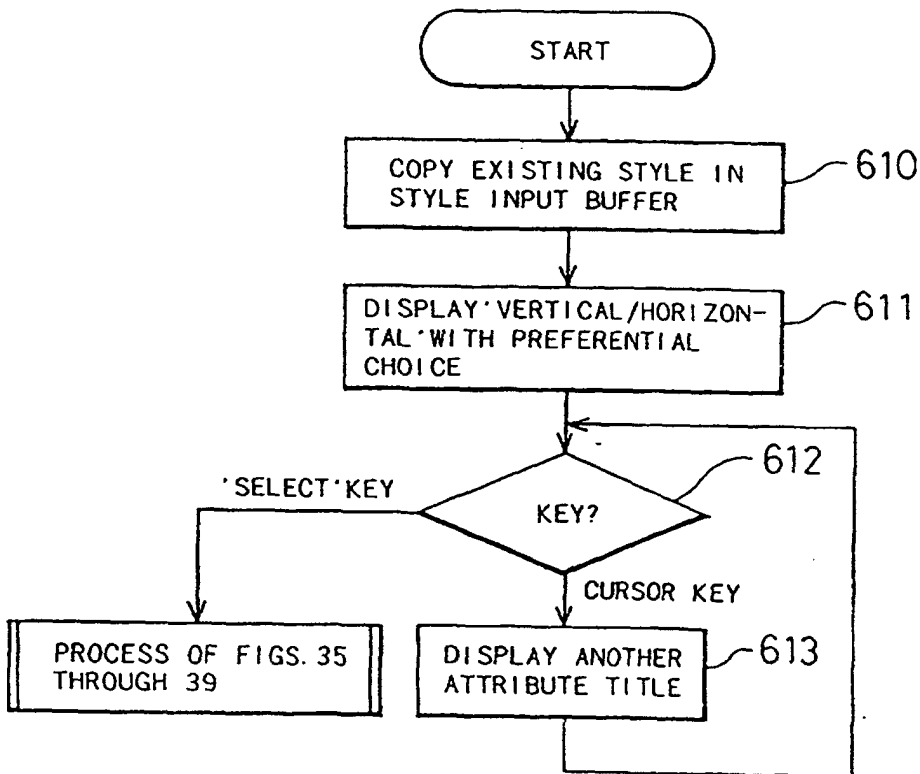 START
COPY EXISTING STYLE IN
STYLE INPUT BUFFER
610
DISPLAY 'VERTICAL/HORIZON-
TAL' WITH PREFERENTIAL
CHOICE
611
KEY?
612
'SELECT' KEY
CURSOR KEY
PROCESS OF FIGS. 35
THROUGH 39
DISPLAY ANOTHER
ATTRIBUTE TITLE
613